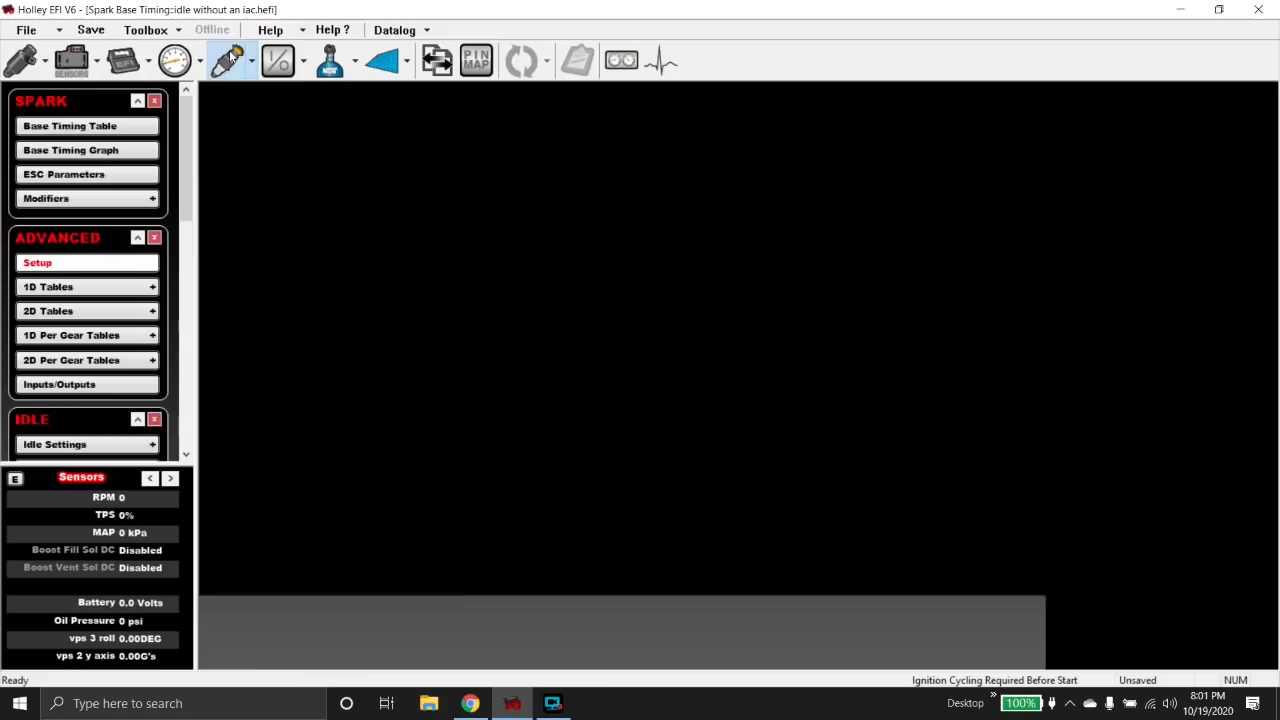 Holley EFI V6 - [Spark Base Timing::idle without an iac.hefi]
File Save Toolbox Offline Help Help ? Datalog
SENSORS EFI I/O NOS PIN MAP
SPARK
Base Timing Table
Base Timing Graph
ESC Parameters
Modifiers +
ADVANCED
Setup
1D Tables +
2D Tables +
1D Per Gear Tables +
2D Per Gear Tables +
Inputs/Outputs
IDLE
Idle Settings +
E Sensors < >
RPM 0
TPS 0%
MAP 0 kPa
Boost Fill Sol DC Disabled
Boost Vent Sol DC Disabled
Battery 0.0 Volts
Oil Pressure 0 psi
vps 3 roll 0.00DEG
vps 2 y axis 0.00G's
Ready Ignition Cycling Required Before Start Unsaved NUM
Type here to search Desktop 100% 8:01 PM
10/19/2020